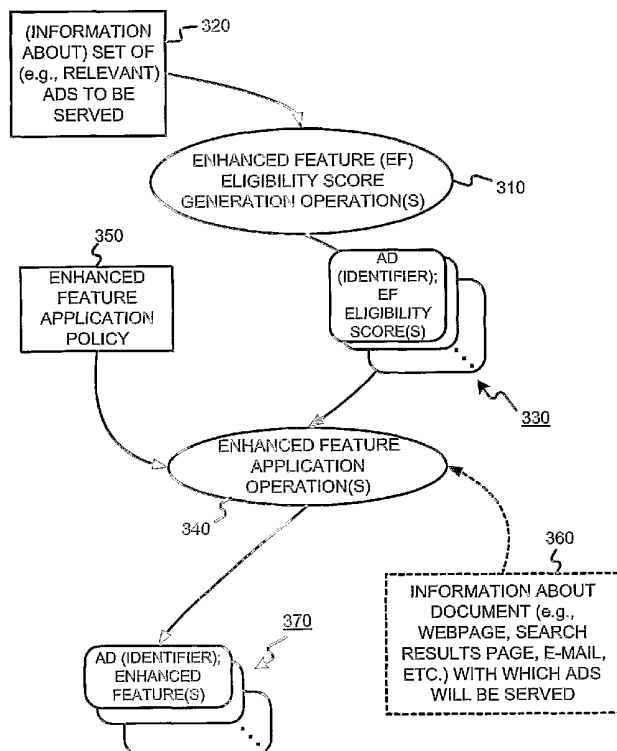 320
(INFORMATION
ABOUT) SET OF
(e.g., RELEVANT)
ADS TO BE
SERVED
ENHANCED FEATURE (EF)
ELIGIBILITY SCORE
GENERATION OPERATION(S)
310
350
ENHANCED
FEATURE
APPLICATION
POLICY
AD
(IDENTIFIER);
EF
ELIGIBILITY
SCORE(S)
330
ENHANCED FEATURE
APPLICATION
OPERATION(S)
340
360
INFORMATION ABOUT
DOCUMENT (e.g.,
WEBPAGE, SEARCH
RESULTS PAGE, E-MAIL,
ETC.) WITH WHICH ADS
WILL BE SERVED
370
AD (IDENTIFIER);
ENHANCED
FEATURE(S)